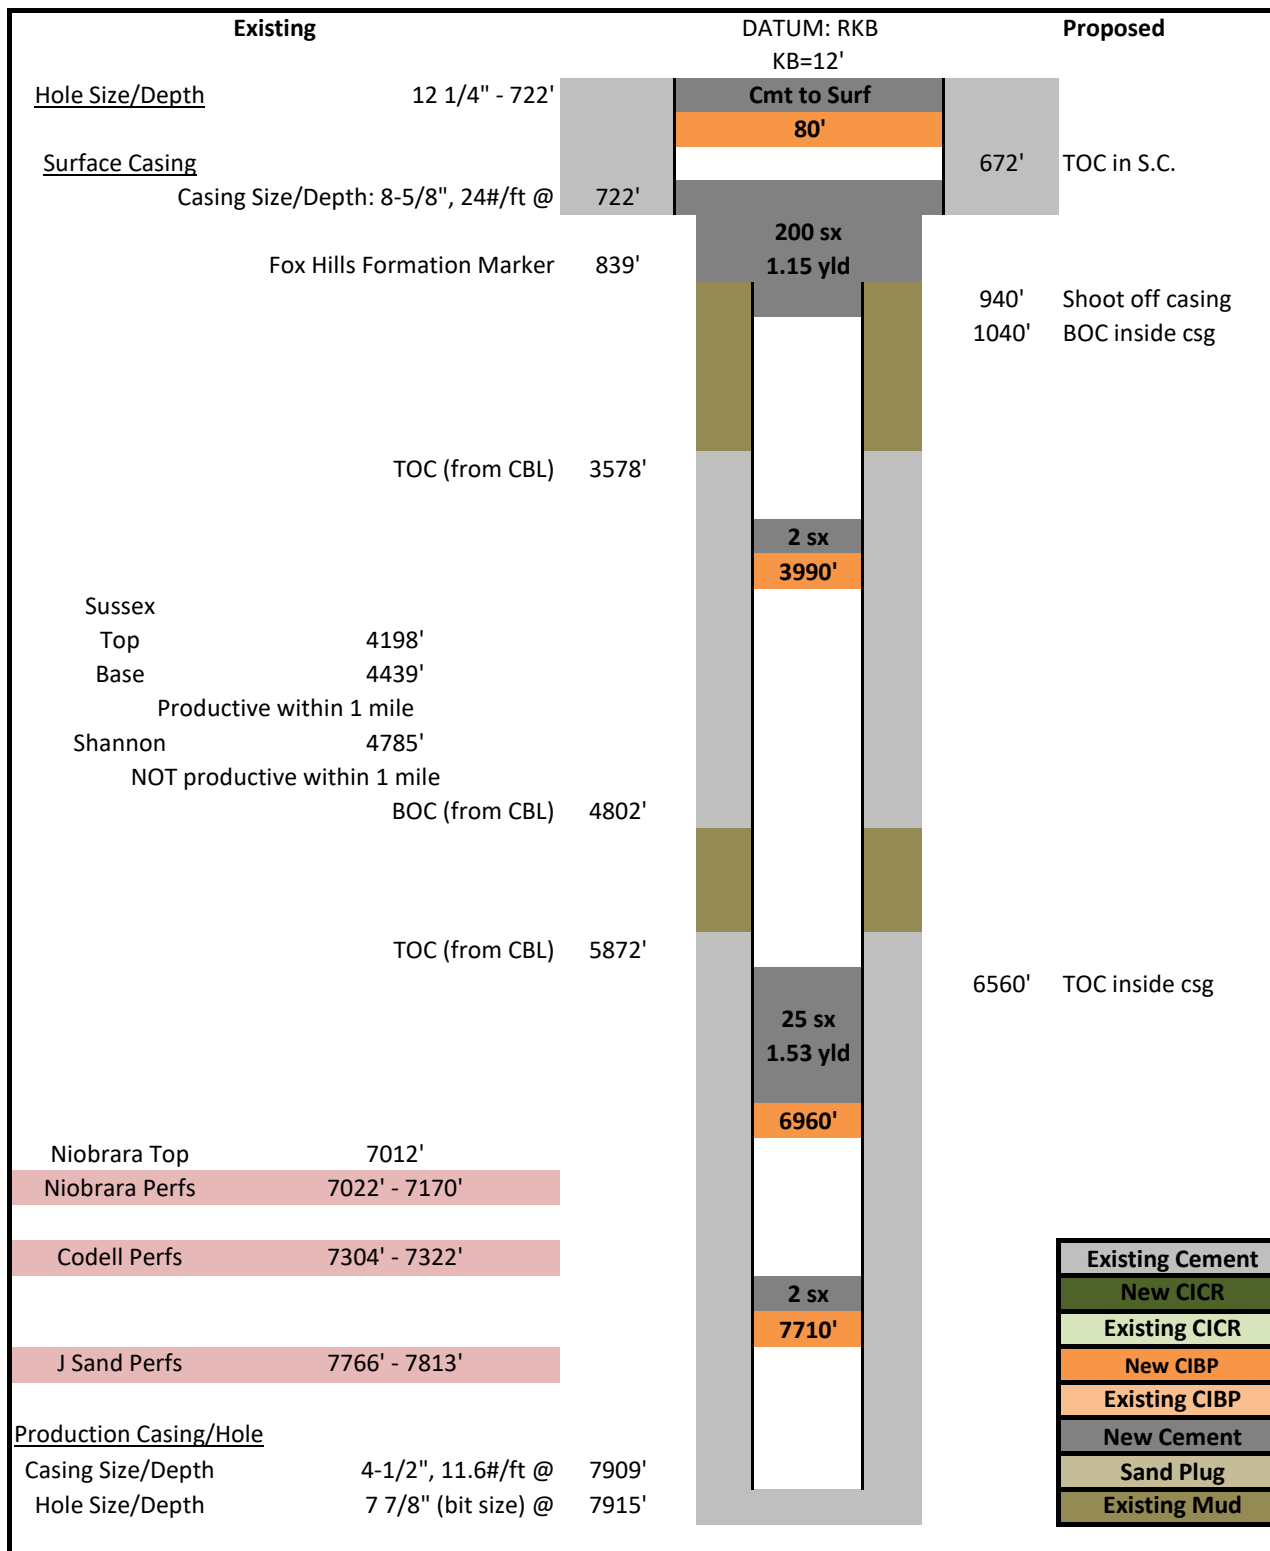 Existing DATUM: RKB Proposed
KB=12'
Hole Size/Depth 12 1/4" - 722' Cmt to Surf
80'
Surface Casing 672' TOC in S.C.
Casing Size/Depth: 8-5/8", 24#/ft @ 722'
200 sx
Fox Hills Formation Marker 839' 1.15 yld
940' Shoot off casing
1040' BOC inside csg
TOC (from CBL) 3578'
2 sx
3990'
Sussex
Top 4198'
Base 4439'
Productive within 1 mile
Shannon 4785'
NOT productive within 1 mile
BOC (from CBL) 4802'
TOC (from CBL) 5872'
6560' TOC inside csg
25 sx
1.53 yld
6960'
Niobrara Top 7012'
Niobrara Perfs 7022' - 7170'
Codell Perfs 7304' - 7322' Existing Cement
2 sx New CICR
7710' Existing CICR
J Sand Perfs 7766' - 7813' New CIBP
Existing CIBP
Production Casing/Hole New Cement
Casing Size/Depth 4-1/2", 11.6#/ft @ 7909' Sand Plug
Hole Size/Depth 7 7/8" (bit size) @ 7915' Existing Mud